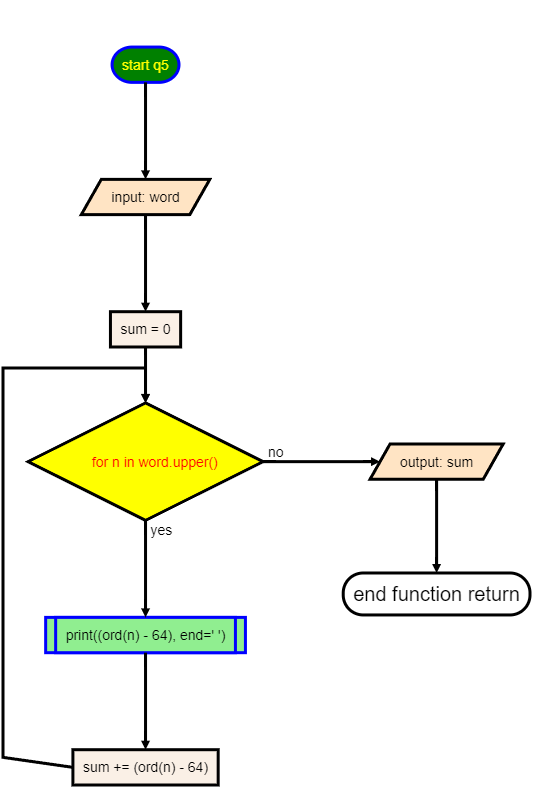 start q5
input: word
sum = 0
for n in word.upper()
no
output: sum
yes
end function return
print((ord(n) - 64), end=' ')
sum += (ord(n) - 64)